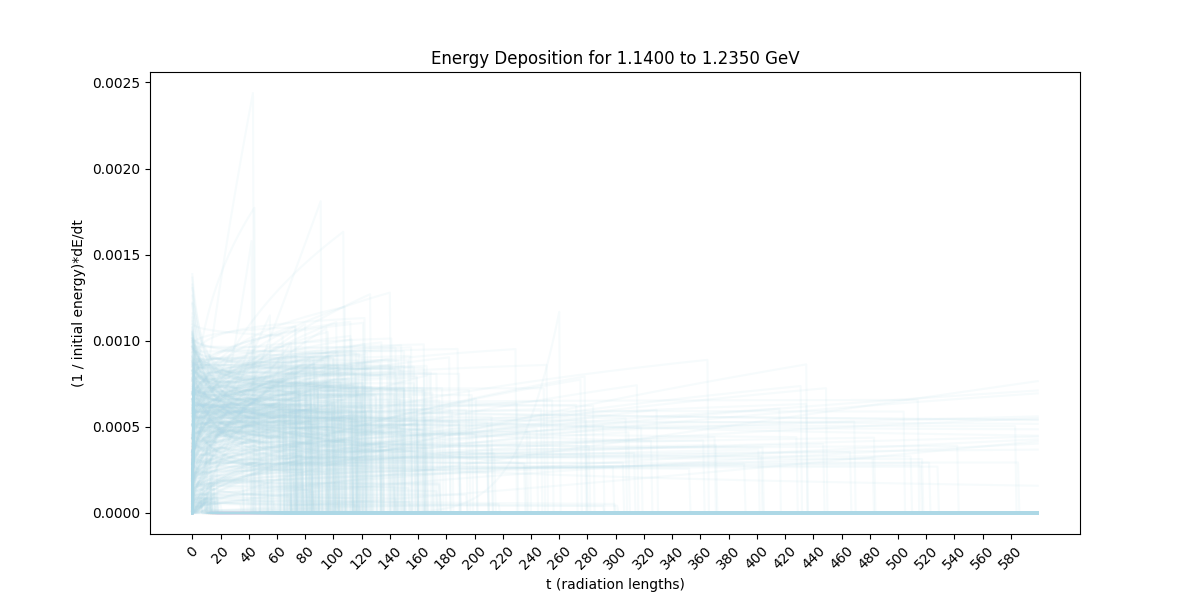 Energy Deposition for 1.1400 to 1.2350 GeV
(1 / initial energy)*dE/dt
0.0025
0.0020
0.0015
0.0010
0.0005
0.0000
0 20 40 60 80 100 120 140 160 180 200 220 240 260 280 300 320 340 360 380 400 420 440 460 480 500 520 540 560 580
t (radiation lengths)